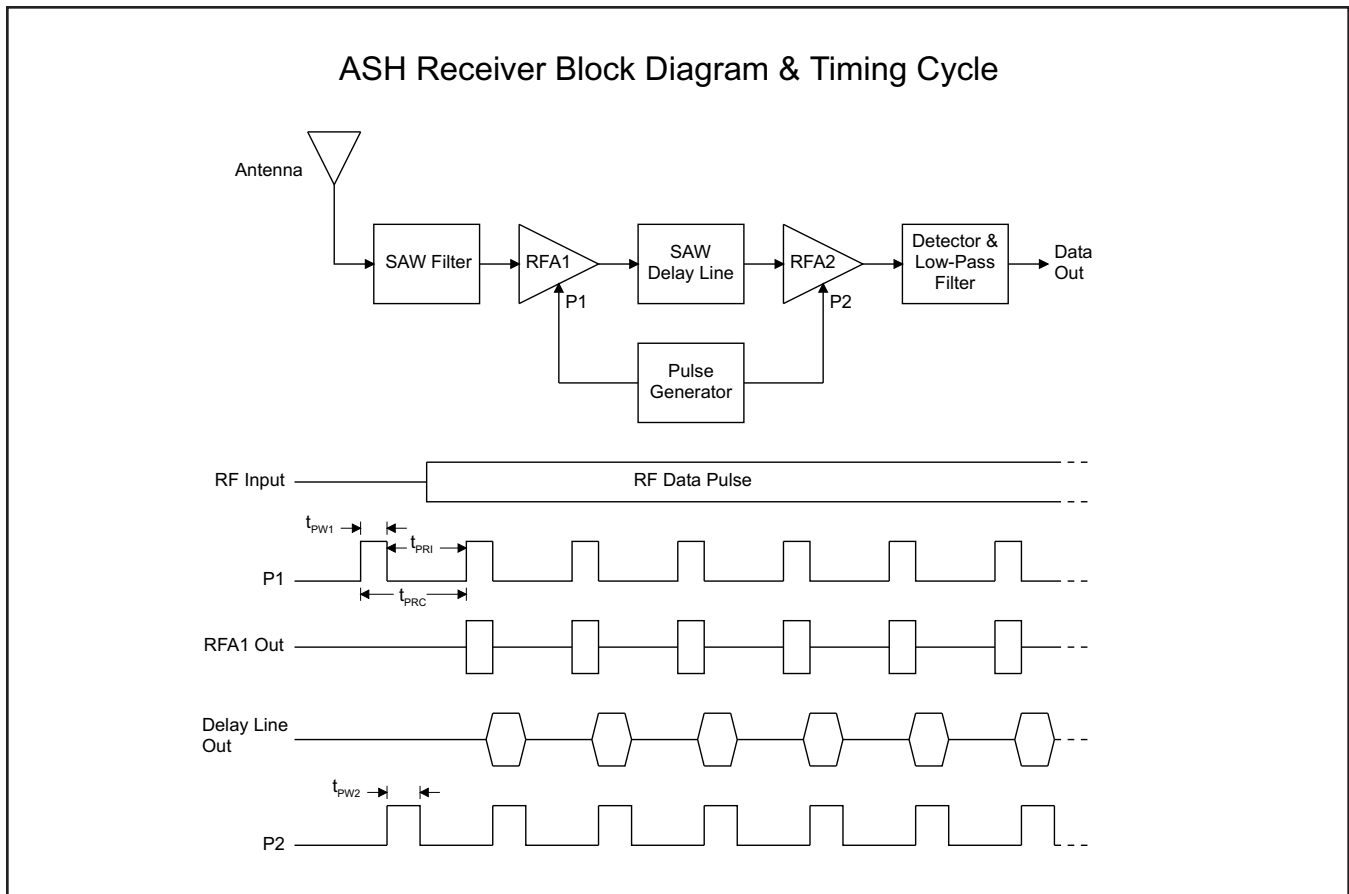 ASH Receiver Block Diagram & Timing Cycle
Antenna
SAW Filter
RFA1
SAW
Delay Line
RFA2
Detector &
Low-Pass
Filter
Data
Out
P1
P2
Pulse
Generator
RF Input
RF Data Pulse
tPW1
tPRI
P1
tPRC
RFA1 Out
Delay Line
Out
tPW2
P2